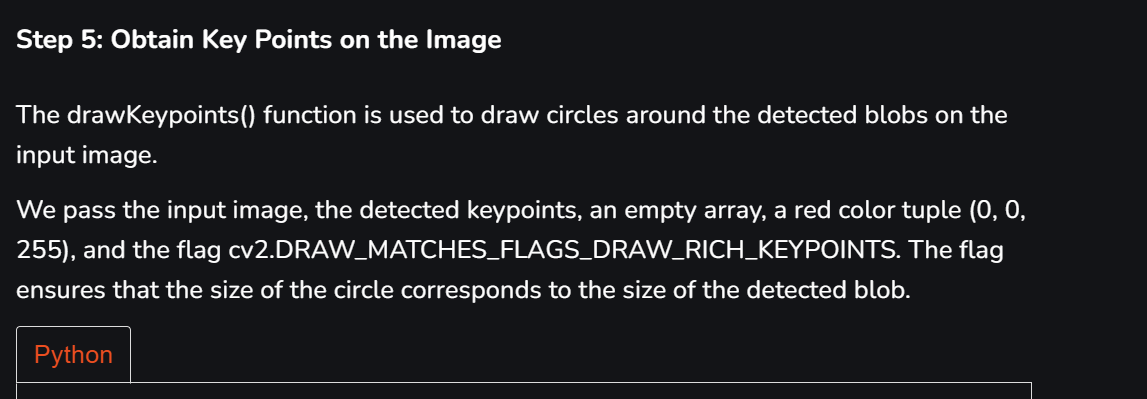 Step 5: Obtain Key Points on the Image
The drawKeypoints() function is used to draw circles around the detected blobs on the
input image.
We pass the input image, the detected keypoints, an empty array, a red color tuple (0, 0,
255), and the flag cv2.DRAW_MATCHES_FLAGS_DRAW_RICH_KEYPOINTS. The flag
ensures that the size of the circle corresponds to the size of the detected blob.
Python